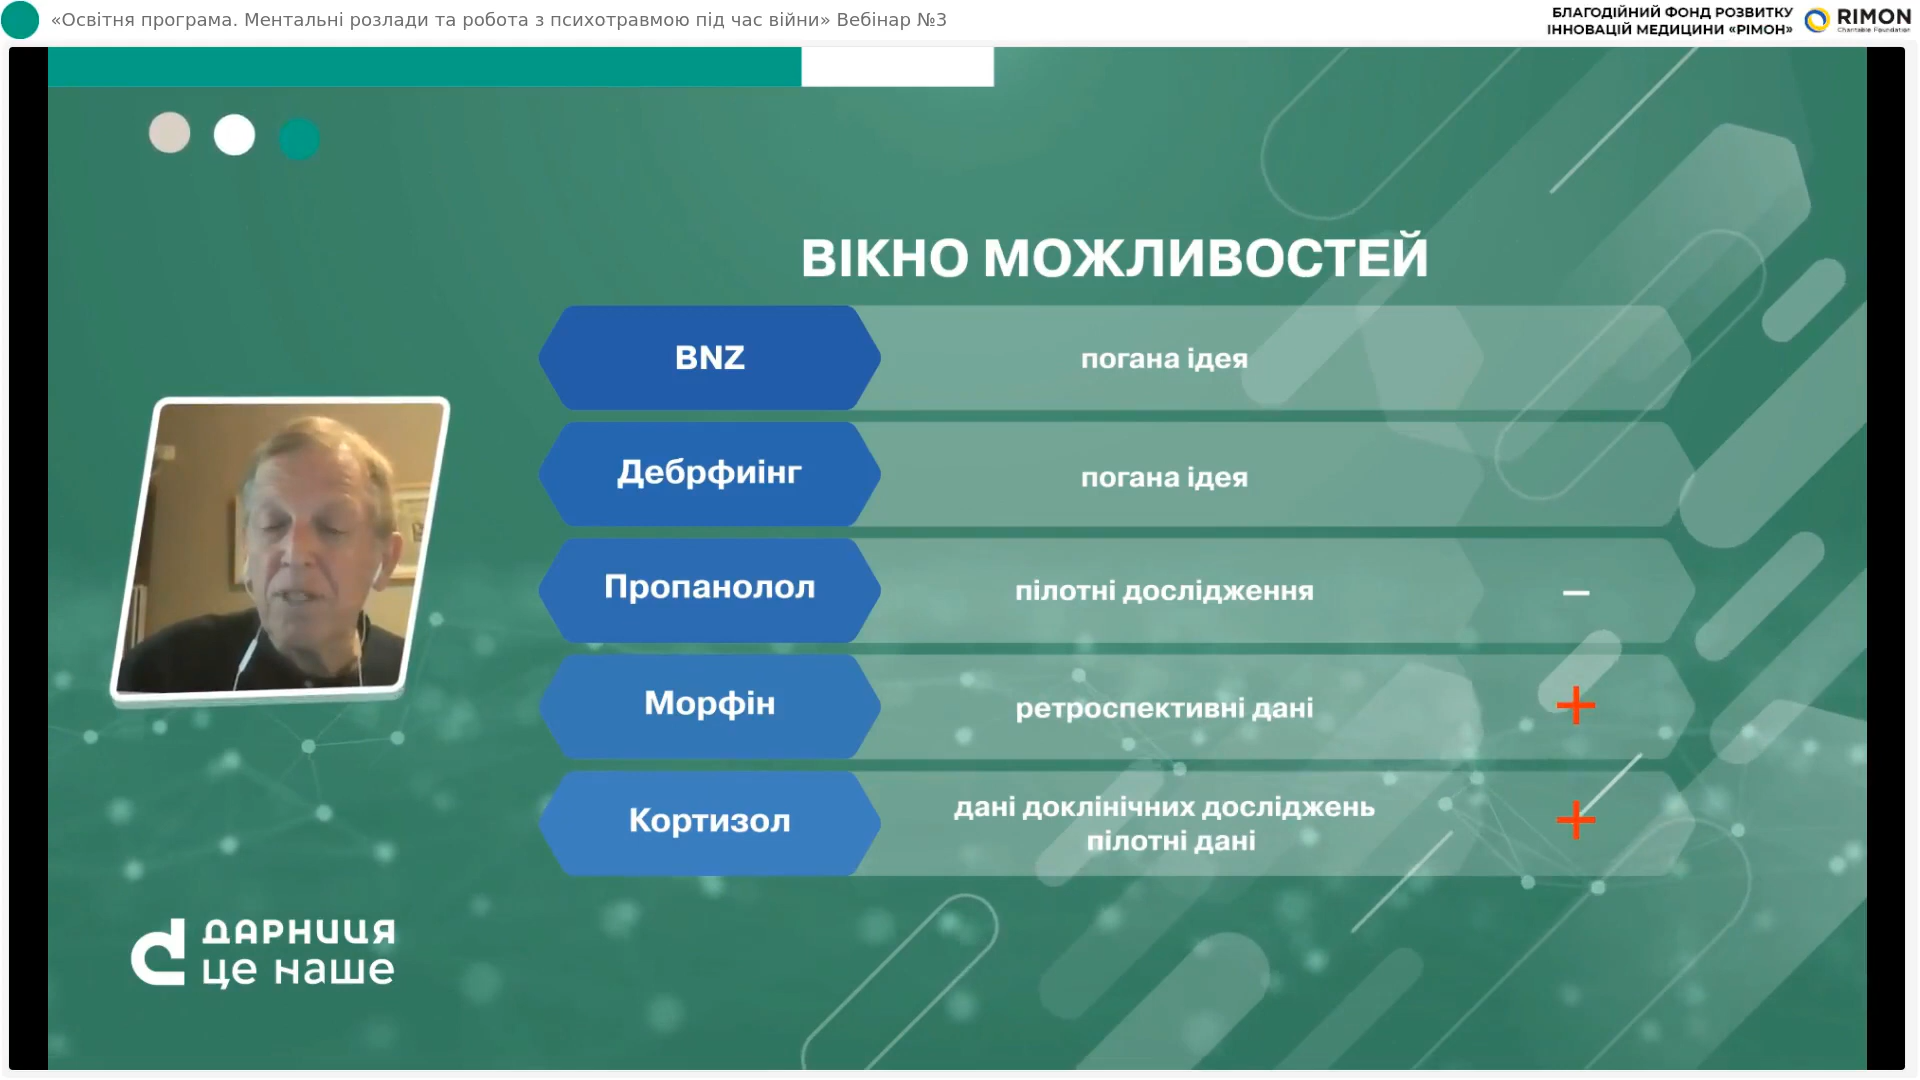 «Освітня програма. Ментальні розлади та робота з психотравмою під час війни» Вебінар №3
БЛАГОДІЙНИЙ ФОНД РОЗВИТКУ
ІННОВАЦІЙ МЕДИЦИНИ «РІМОН»
RIMON
Charitable Foundation
ВІКНО МОЖЛИВОСТЕЙ
BNZ
погана ідея
Дебрфиінг
погана ідея
Пропанолол
пілотні дослідження
–
Морфін
ретроспективні дані
+
Кортизол
дані доклінічних досліджень
пілотні дані
+
ДАРНИЦЯ
це наше